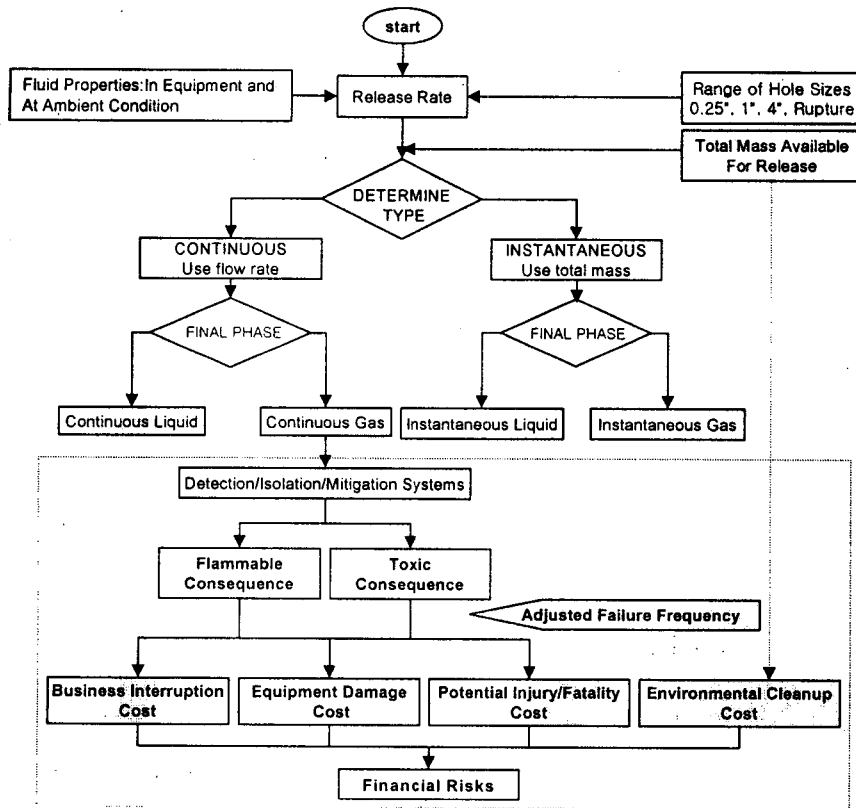 start
Fluid Properties:In Equipment and
At Ambient Condition
Release Rate
Range of Hole Sizes
0.25", 1", 4", Rupture
Total Mass Available
For Release
DETERMINE
TYPE
CONTINUOUS
Use flow rate
INSTANTANEOUS
Use total mass
FINAL PHASE
FINAL PHASE
Continuous Liquid
Continuous Gas
Instantaneous Liquid
Instantaneous Gas
Detection/Isolation/Mitigation Systems
Flammable
Consequence
Toxic
Consequence
Adjusted Failure Frequency
Business Interruption
Cost
Equipment Damage
Cost
Potential Injury/Fatality
Cost
Environmental Cleanup
Cost
Financial Risks